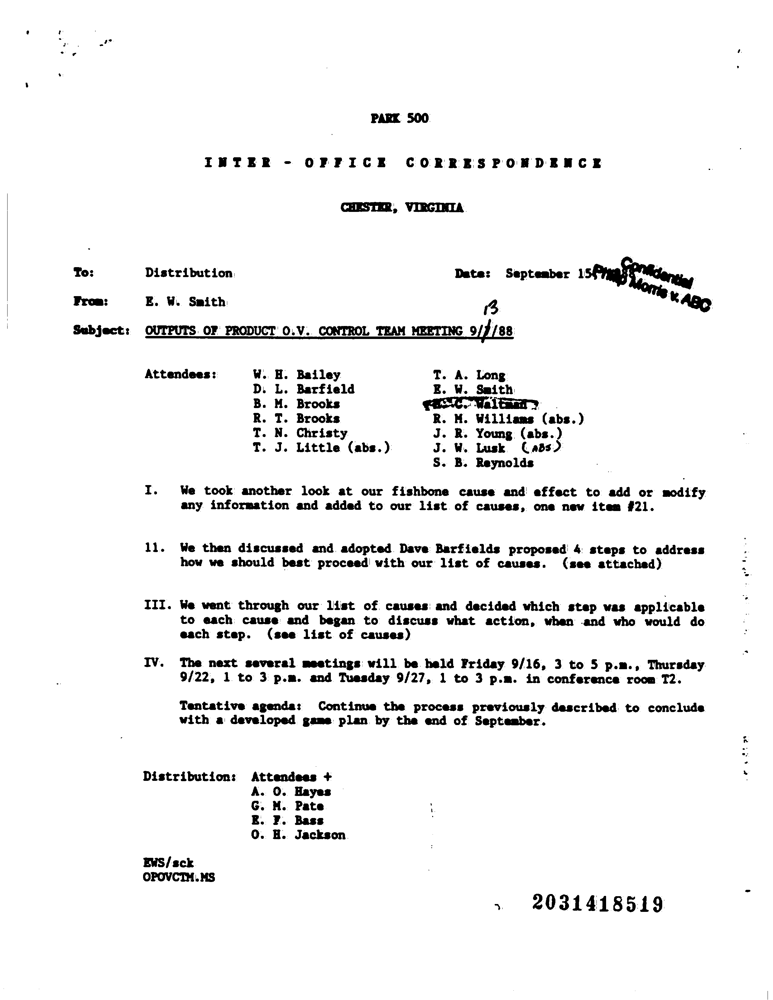 PARK 500
INTER - OFFICE CORRESPONDENCE
CHESTER, VIRGINIA
To: Distribution Date: September 15
Confidential
Philip Morris v. ABC
From: E. W. Smith
13
Subject: OUTPUTS OF PRODUCT O.V. CONTROL TEAM MEETING 9/ /88
Attendees: W. H. Bailey T. A. Long
D. L. Barfield E. W. Smith
B. M. Brooks C. Waltman
R. T. Brooks R. M. Williams (abs.)
T. N. Christy J. R. Young (abs.)
T. J. Little (abs.) J. W. Lusk (ABS)
S. B. Reynolds
I. We took another look at our fishbone cause and effect to add or modify
any information and added to our list of causes, one new item #21.
11. We then discussed and adopted Dave Barfields proposed 4 steps to address
how we should best proceed with our list of causes. (see attached)
III. We went through our list of causes and decided which step was applicable
to each cause and began to discuss what action, when and who would do
each step. (see list of causes)
IV. The next several meetings will be held Friday 9/16, 3 to 5 p.m., Thursday
9/22, 1 to 3 p.m. and Tuesday 9/27, 1 to 3 p.m. in conference room T2.
Tentative agenda: Continue the process previously described to conclude
with a developed game plan by the end of September.
Distribution: Attendees +
A. O. Hayes
G. M. Pate
E. F. Bass
O. H. Jackson
EWS/sck
OPOVCTM.MS
2031418519